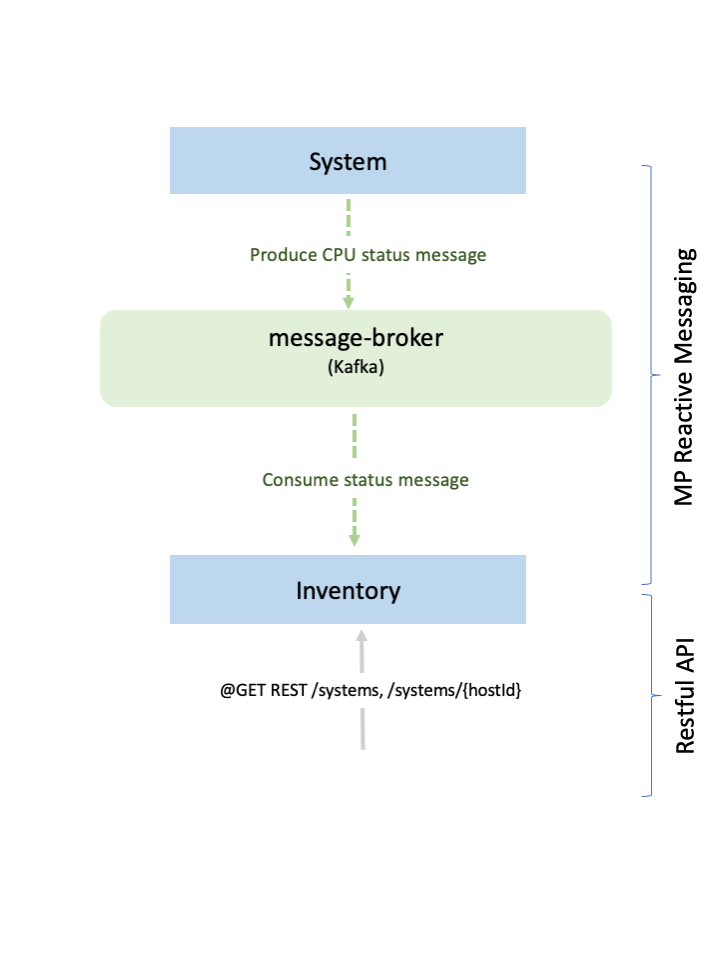 System
Produce CPU status message
message-broker
(Kafka)
MP Reactive Messaging
Consume status message
Inventory
@GET REST /systems, /systems/{hostId}
Restful API